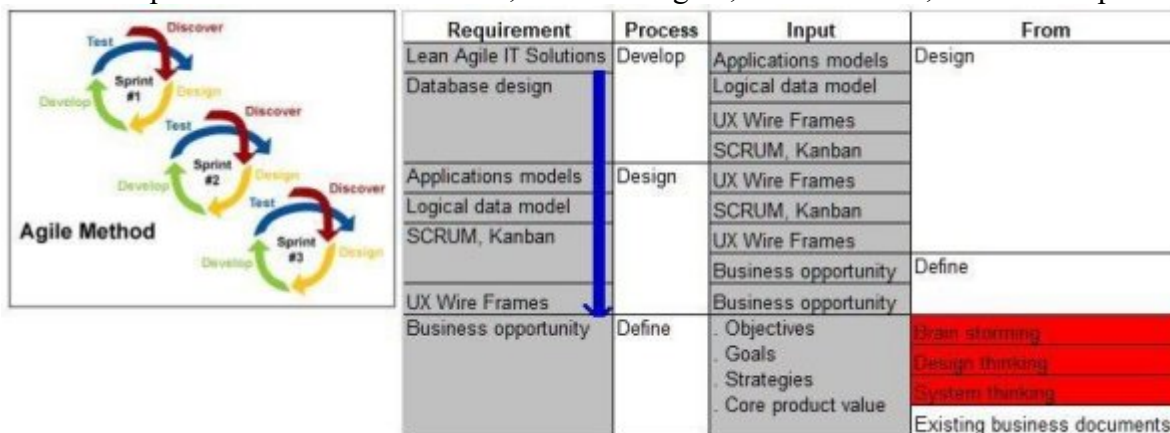 Discover
Test
Sprint
#1
Develop
Design
Discover
Test
Sprint
#2
Develop
Design
Discover
Test
Sprint
#3
Develop
Design
Agile Method
Requirement Process Input From
Lean Agile IT Solutions Develop Applications models Design
Database design Logical data model
UX Wire Frames
SCRUM, Kanban
Applications models Design UX Wire Frames
Logical data model SCRUM, Kanban
SCRUM, Kanban UX Wire Frames
Business opportunity Define
UX Wire Frames Business opportunity
Business opportunity Define . Objectives Brain storming
. Goals Design thinking
. Strategies System thinking
. Core product value
Existing business documents